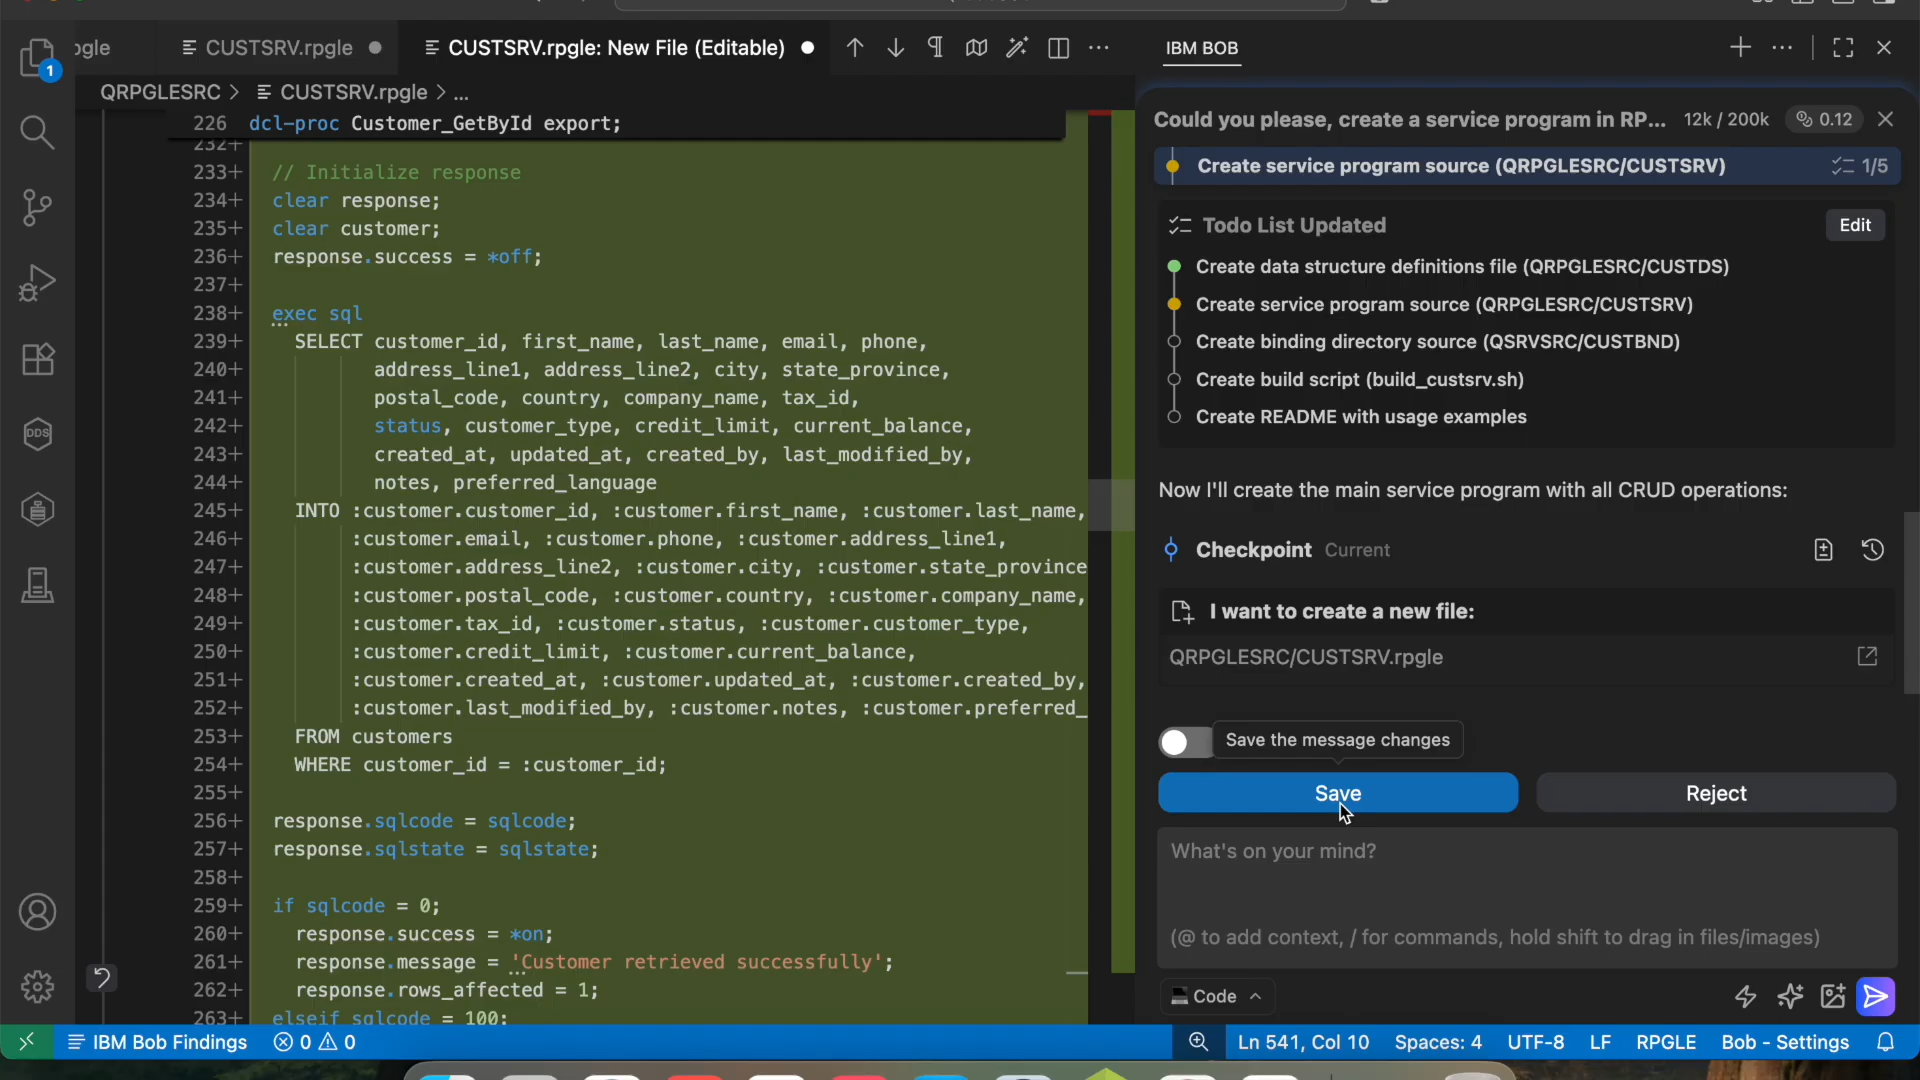 1
gle
CUSTSRV.rpgle
CUSTSRV.rpgle: New File (Editable)
QRPGLESRC > CUSTSRV.rpgle > ...
226 dcl-proc Customer_GetById export;
232+
233+ // Initialize response
234+ clear response;
235+ clear customer;
236+ response.success = *off;
237+
238+ exec sql
239+ SELECT customer_id, first_name, last_name, email, phone,
240+ address_line1, address_line2, city, state_province,
241+ postal_code, country, company_name, tax_id,
242+ status, customer_type, credit_limit, current_balance,
243+ created_at, updated_at, created_by, last_modified_by,
244+ notes, preferred_language
245+ INTO :customer.customer_id, :customer.first_name, :customer.last_name,
246+ :customer.email, :customer.phone, :customer.address_line1,
247+ :customer.address_line2, :customer.city, :customer.state_province
248+ :customer.postal_code, :customer.country, :customer.company_name,
249+ :customer.tax_id, :customer.status, :customer.customer_type,
250+ :customer.credit_limit, :customer.current_balance,
251+ :customer.created_at, :customer.updated_at, :customer.created_by,
252+ :customer.last_modified_by, :customer.notes, :customer.preferred_
253+ FROM customers
254+ WHERE customer_id = :customer_id;
255+
256+ response.sqlcode = sqlcode;
257+ response.sqlstate = sqlstate;
258+
259+ if sqlcode = 0;
260+ response.success = *on;
261+ response.message = 'Customer retrieved successfully';
262+ response.rows_affected = 1;
263+ elseif sqlcode = 100;
DDS
IBM BOB
Could you please, create a service program in RP... 12k / 200k 0.12
Create service program source (QRPGLESRC/CUSTSRV) 1/5
Todo List Updated
Edit
Create data structure definitions file (QRPGLESRC/CUSTDS)
Create service program source (QRPGLESRC/CUSTSRV)
Create binding directory source (QSRVSRC/CUSTBND)
Create build script (build_custsrv.sh)
Create README with usage examples
Now I'll create the main service program with all CRUD operations:
Checkpoint Current
I want to create a new file:
QRPGLESRC/CUSTSRV.rpgle
Save the message changes
Save
Reject
What's on your mind?
(@ to add context, / for commands, hold shift to drag in files/images)
Code
IBM Bob Findings 0 0
Ln 541, Col 10 Spaces: 4 UTF-8 LF RPGLE Bob - Settings